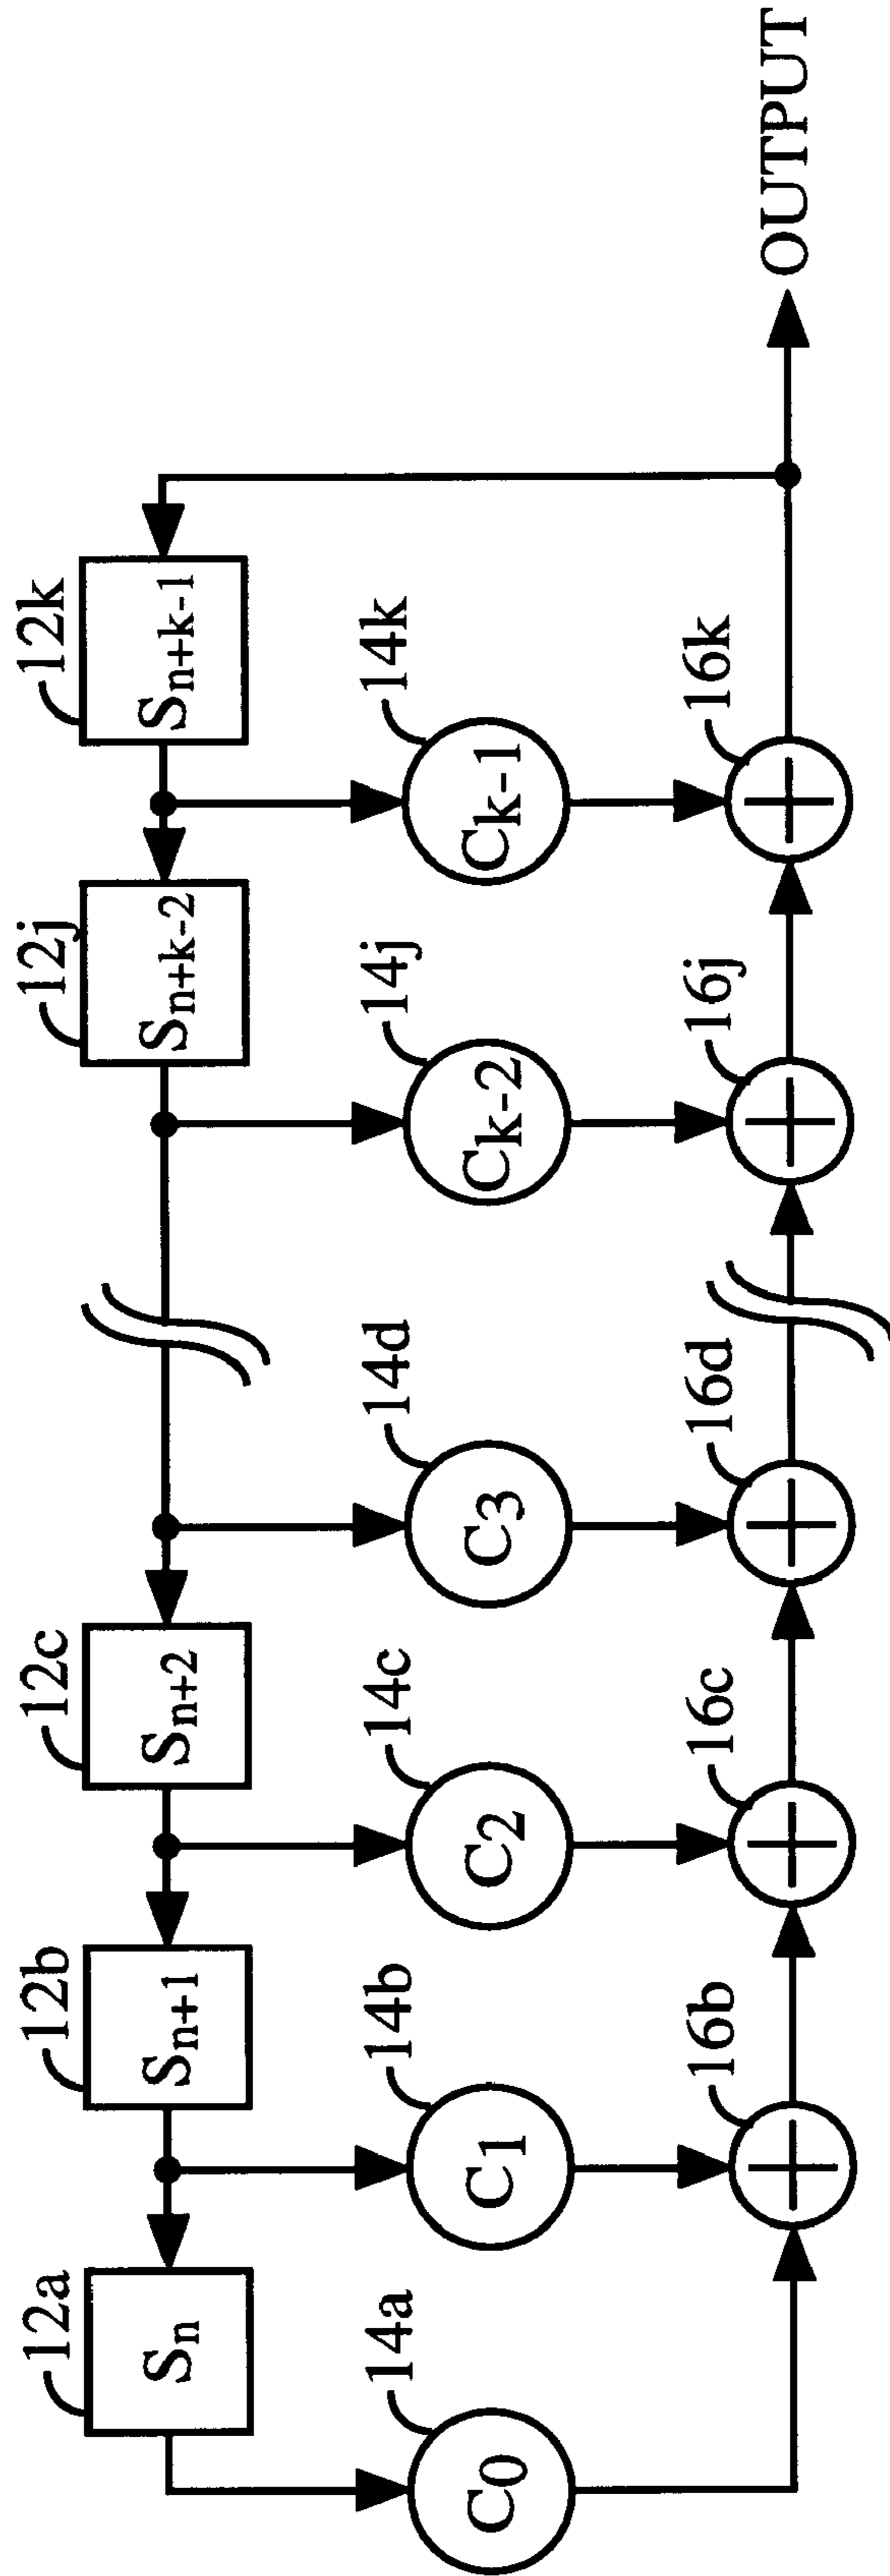 12a 12b 12c 12j 12k
Sn Sn+1 Sn+2 Sn+k-2 Sn+k-1
14a 14b 14c 14d 14j 14k
C0 C1 C2 C3 Ck-2 Ck-1
16b 16c 16d 16j 16k
OUTPUT